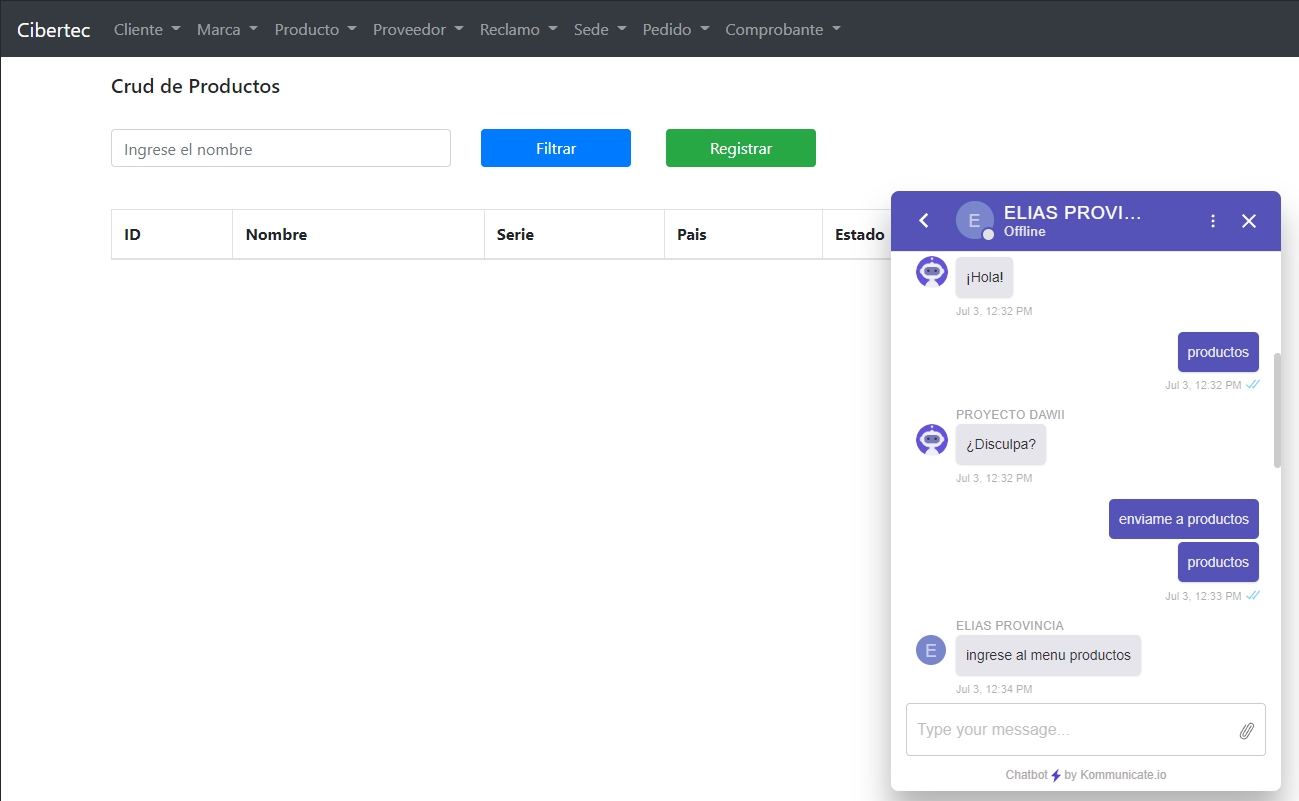 Cibertec Cliente Marca Producto Proveedor Reclamo Sede Pedido Comprobante
Crud de Productos
Ingrese el nombre Filtrar Registrar
ID Nombre Serie Pais Estado
E ELIAS PROVI...
Offline
¡Hola!
Jul 3, 12:32 PM
productos
Jul 3, 12:32 PM
PROYECTO DAWII
¿Disculpa?
Jul 3, 12:32 PM
enviame a productos
productos
Jul 3, 12:33 PM
ELIAS PROVINCIA
E ingrese al menu productos
Jul 3, 12:34 PM
Type your message...
Chatbot by Kommunicate.io